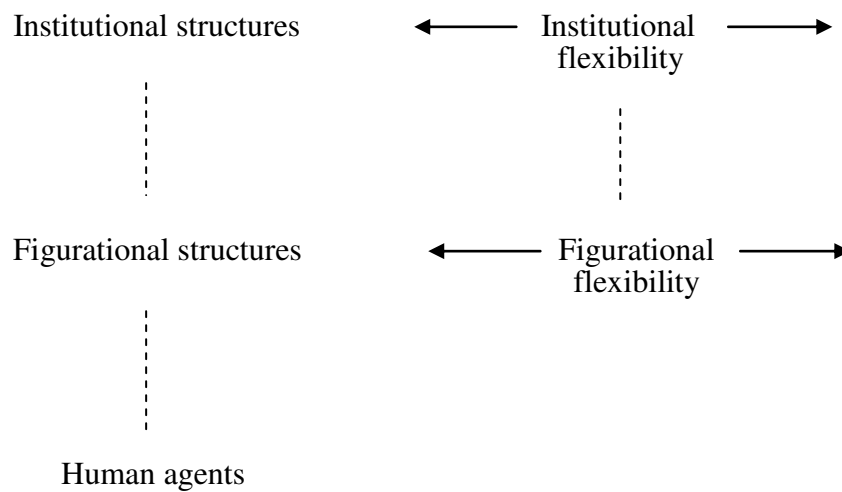 Institutional structures
Institutional
flexibility
Figurational structures
Figurational
flexibility
Human agents